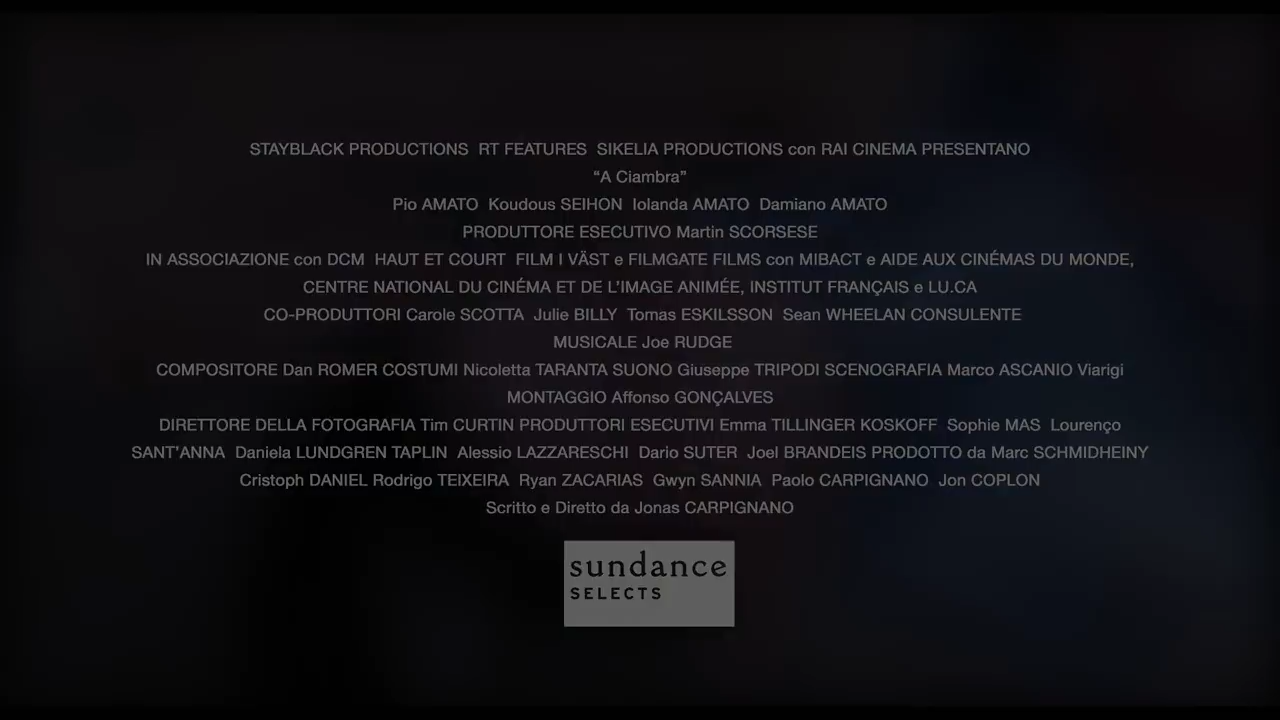 STAYBLACK PRODUCTIONS RT FEATURES SIKELIA PRODUCTIONS con RAI CINEMA PRESENTANO
“A Ciambra”
Pio AMATO Koudous SEIHON Iolanda AMATO Damiano AMATO
PRODUTTORE ESECUTIVO Martin SCORSESE
IN ASSOCIAZIONE con DCM HAUT ET COURT FILM I VÄST e FILMGATE FILMS con MIBACT e AIDE AUX CINÉMAS DU MONDE,
CENTRE NATIONAL DU CINÉMA ET DE L’IMAGE ANIMÉE, INSTITUT FRANÇAIS e LU.CA
CO-PRODUTTORI Carole SCOTTA Julie BILLY Tomas ESKILSSON Sean WHEELAN CONSULENTE
MUSICALE Joe RUDGE
COMPOSITORE Dan ROMER COSTUMI Nicoletta TARANTA SUONO Giuseppe TRIPODI SCENOGRAFIA Marco ASCANIO Viarigi
MONTAGGIO Affonso GONÇALVES
DIRETTORE DELLA FOTOGRAFIA Tim CURTIN PRODUTTORI ESECUTIVI Emma TILLINGER KOSKOFF Sophie MAS Lourenço
SANT’ANNA Daniela LUNDGREN TAPLIN Alessio LAZZARESCHI Dario SUTER Joel BRANDEIS PRODOTTO da Marc SCHMIDHEINY
Cristoph DANIEL Rodrigo TEIXEIRA Ryan ZACARIAS Gwyn SANNIA Paolo CARPIGNANO Jon COPLON
Scritto e Diretto da Jonas CARPIGNANO
sundance
SELECTS